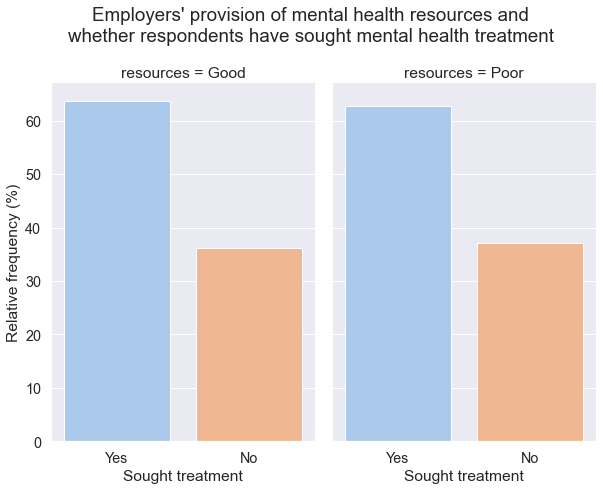 Employers' provision of mental health resources and
whether respondents have sought mental health treatment
resources = Good
resources = Poor
Relative frequency (%)
60
50
40
30
20
10
0
Yes
No
Yes
No
Sought treatment
Sought treatment